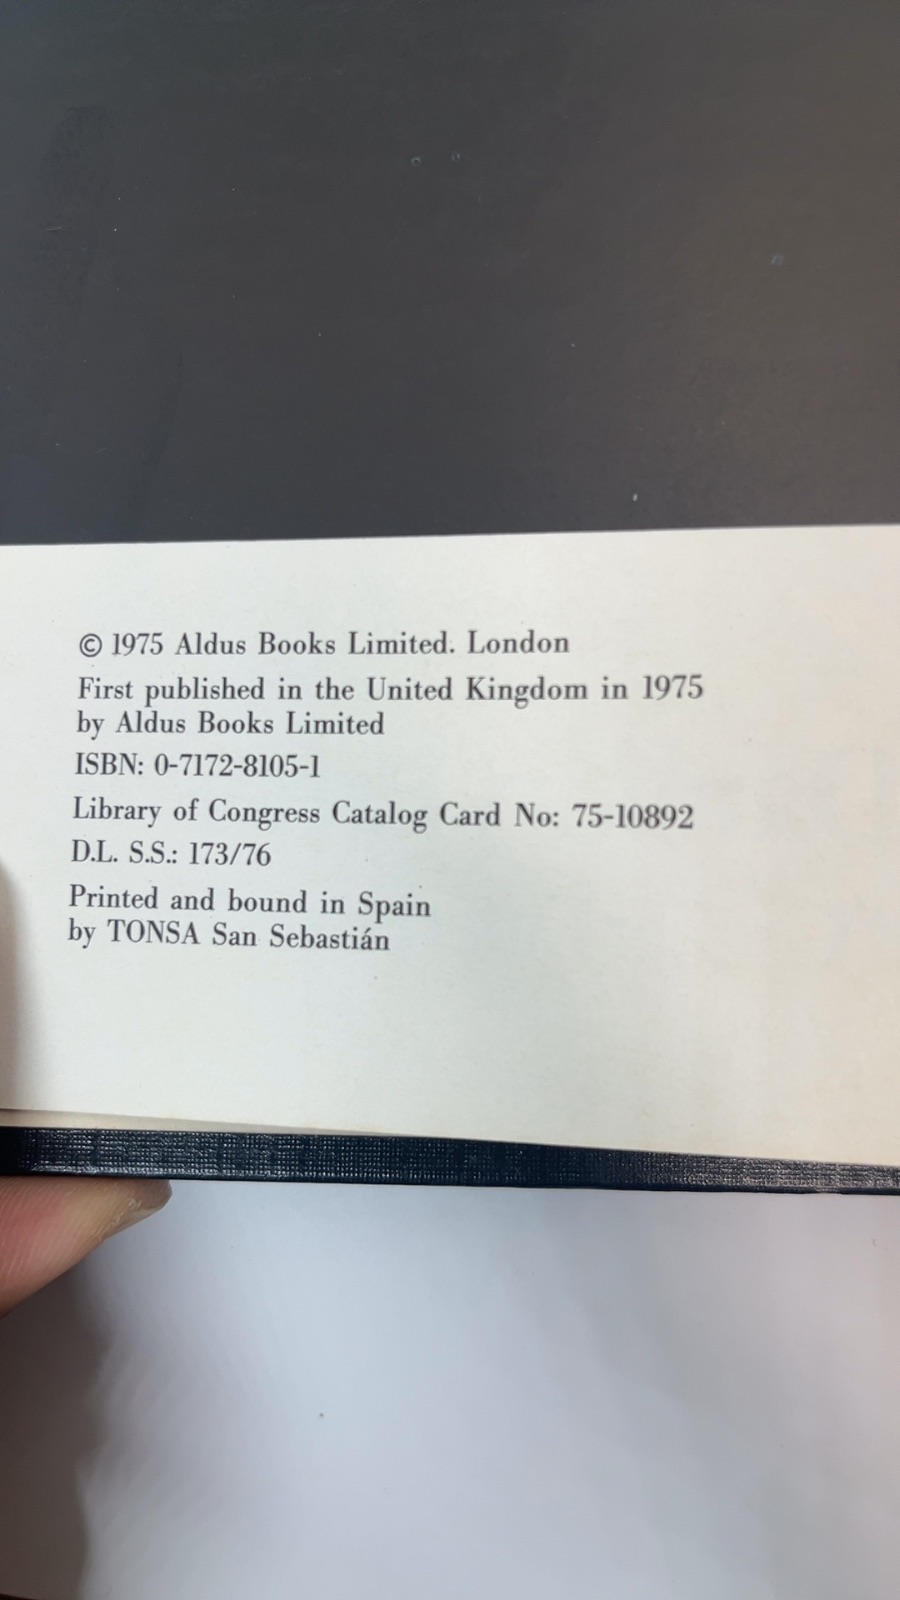 © 1975 Aldus Books Limited. London
First published in the United Kingdom in 1975
by Aldus Books Limited
ISBN: 0-7172-8105-1
Library of Congress Catalog Card No: 75-10892
D.L. S.S.: 173/76
Printed and bound in Spain
by TONSA San Sebastián